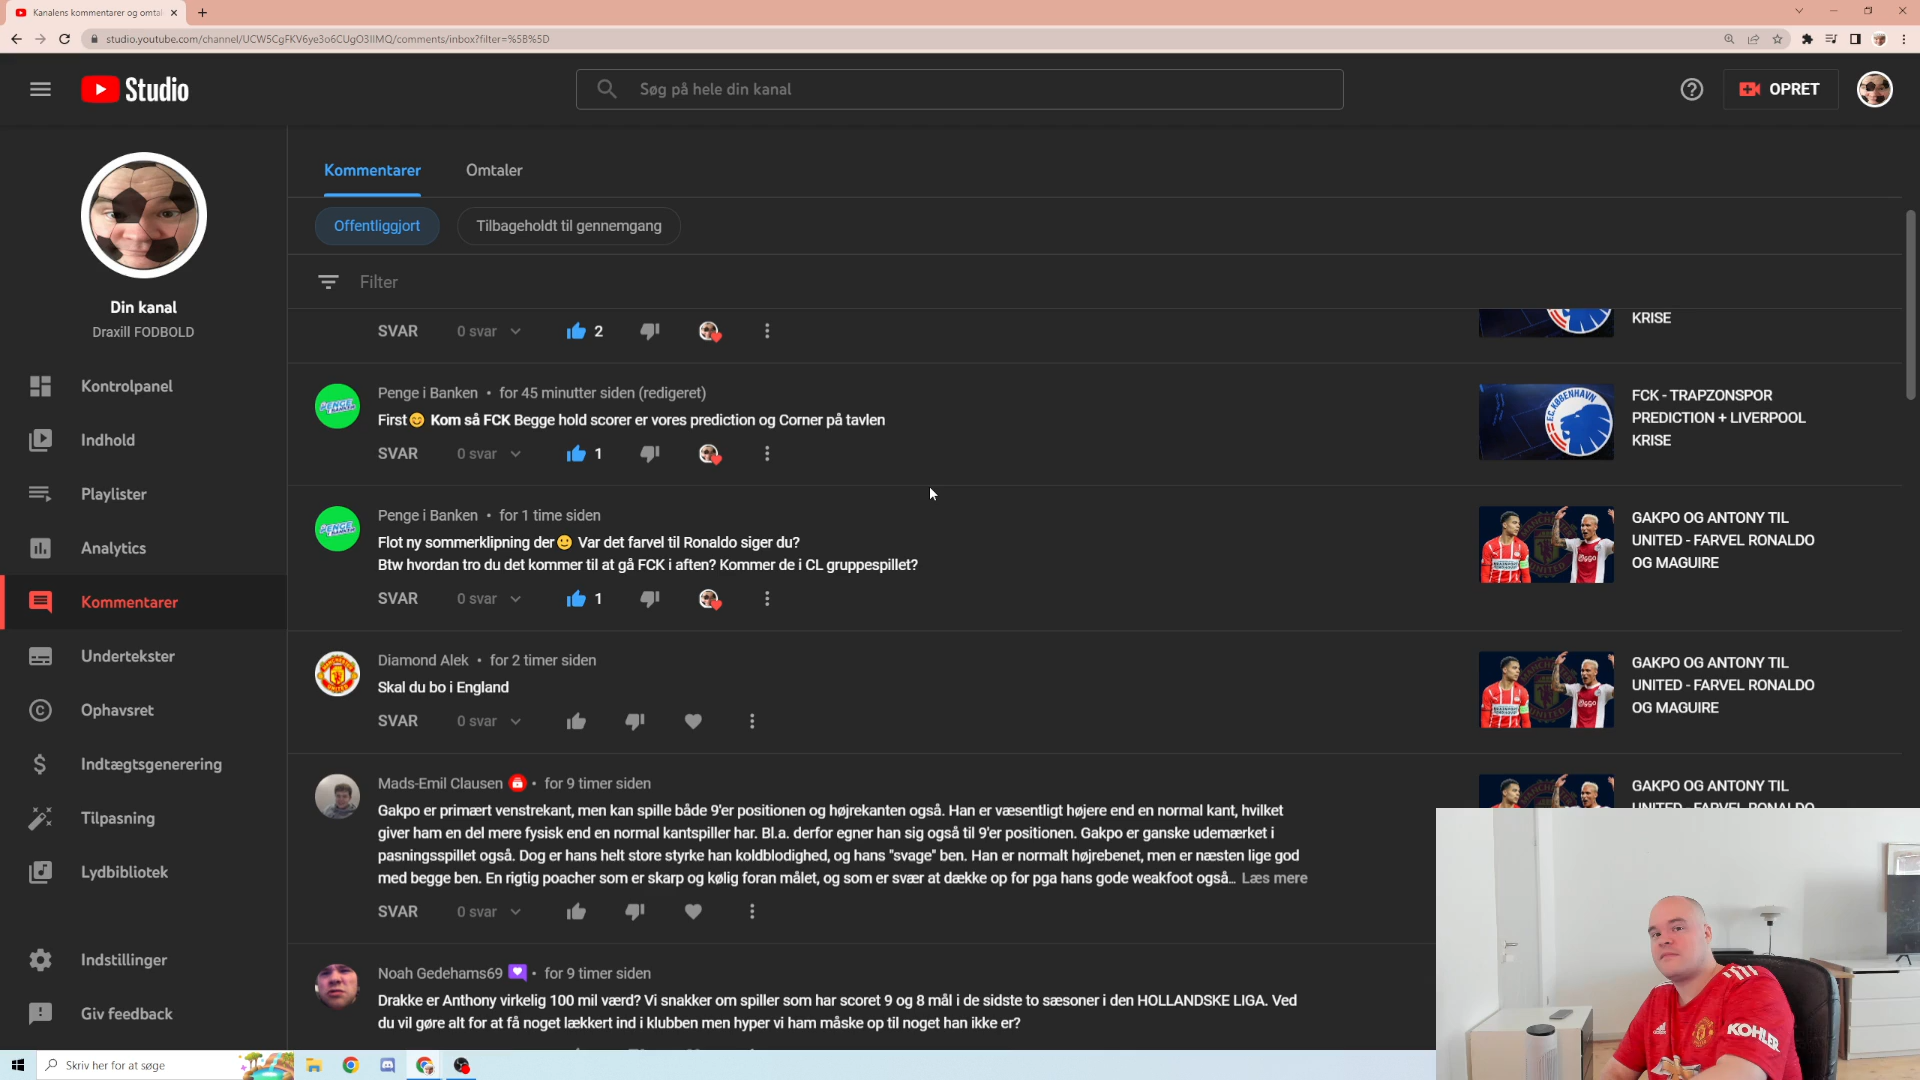 Kanalens kommentarer og omtal
studio.youtube.com/channel/UCW5CgFKV6ye3o6CUgO3IIMQ/comments/inbox?filter=%5B%5D
Studio
Søg på hele din kanal
OPRET
Din kanal
Draxill FODBOLD
Kontrolpanel
Indhold
Playlister
Analytics
Kommentarer
Undertekster
Ophavsret
Indtægtsgenerering
Tilpasning
Lydbibliotek
Indstillinger
Giv feedback
Kommentarer
Omtaler
Offentliggjort
Tilbageholdt til gennemgang
Filter
SVAR 0 svar 2
KRISE
Penge i Banken • for 45 minutter siden (redigeret)
First😊 Kom så FCK Begge hold scorer er vores prediction og Corner på tavlen
SVAR 0 svar 1
F.C. KØBENHAVN
FCK - TRAPZONSPOR
PREDICTION + LIVERPOOL
KRISE
Penge i Banken • for 1 time siden
Flot ny sommerklipning der🙂 Var det farvel til Ronaldo siger du?
Btw hvordan tro du det kommer til at gå FCK i aften? Kommer de i CL gruppespillet?
SVAR 0 svar 1
GAKPO OG ANTONY TIL
UNITED - FARVEL RONALDO
OG MAGUIRE
Diamond Alek • for 2 timer siden
Skal du bo i England
SVAR 0 svar
GAKPO OG ANTONY TIL
UNITED - FARVEL RONALDO
OG MAGUIRE
Mads-Emil Clausen • for 9 timer siden
Gakpo er primært venstrekant, men kan spille både 9'er positionen og højrekanten også. Han er væsentligt højere end en normal kant, hvilket
giver ham en del mere fysisk end en normal kantspiller har. Bl.a. derfor egner han sig også til 9'er positionen. Gakpo er ganske udemærket i
pasningsspillet også. Dog er hans helt store styrke han koldblodighed, og hans "svage" ben. Han er normalt højrebenet, men er næsten lige god
med begge ben. En rigtig poacher som er skarp og kølig foran målet, og som er svær at dække op for pga hans gode weakfoot også... Læs mere
SVAR 0 svar
GAKPO OG ANTONY TIL
UNITED - FARVEL RONALDO
Noah Gedehams69 • for 9 timer siden
Drakke er Anthony virkelig 100 mil værd? Vi snakker om spiller som har scoret 9 og 8 mål i de sidste to sæsoner i den HOLLANDSKE LIGA. Ved
du vil gøre alt for at få noget lækkert ind i klubben men hyper vi ham måske op til noget han ikke er?
KOHLER
Skriv her for at søge